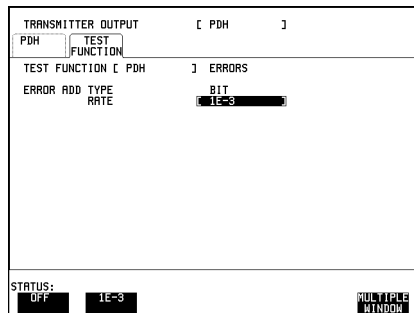 TRANSMITTER OUTPUT [ PDH ]
PDH TEST FUNCTION
TEST FUNCTION [ PDH ] ERRORS
ERROR ADD TYPE BIT
RATE [ 1E-3 ]
STATUS:
OFF 1E-3 MULTIPLE WINDOW